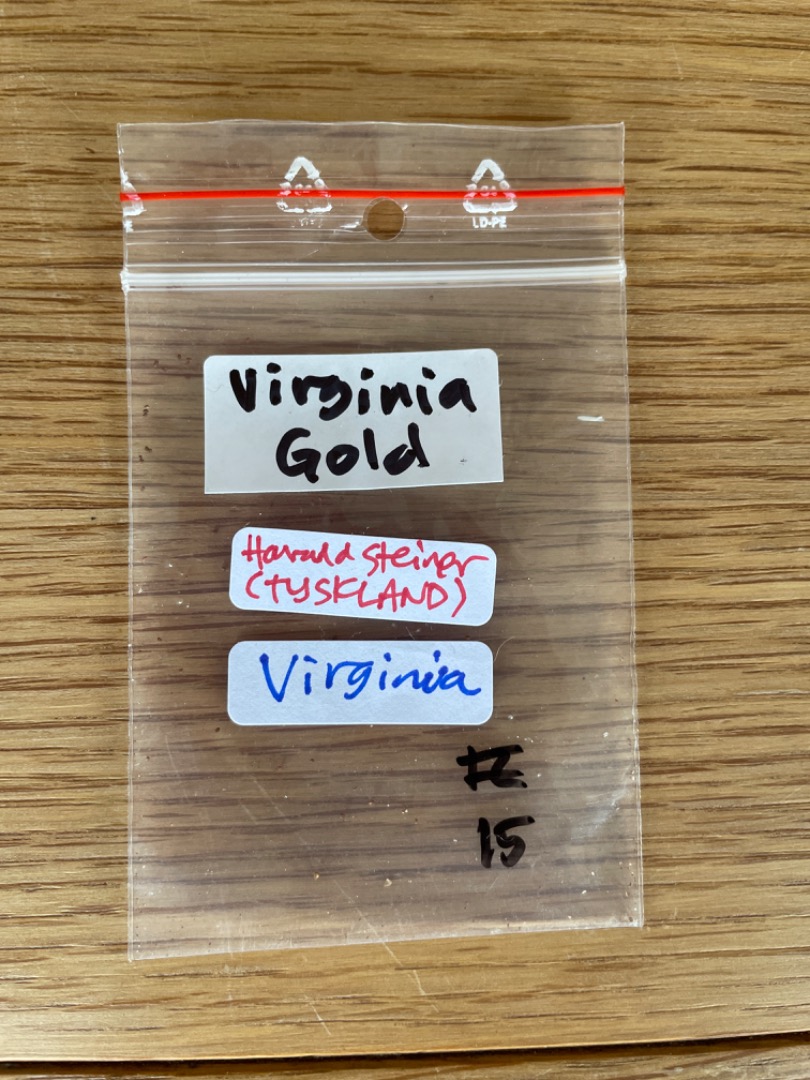 LD-PE
Virginia
Gold
Harald Steiner
(TYSKLAND)
Virginia
15